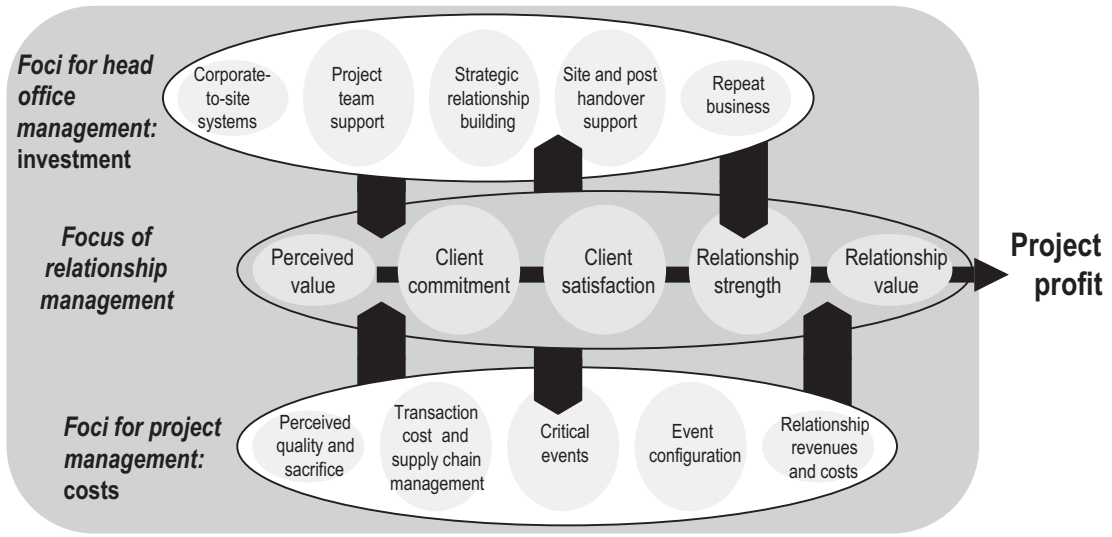 Foci for head
office
management:
investment
Corporate-
to-site
systems
Project
team
support
Strategic
relationship
building
Site and post
handover
support
Repeat
business
Focus of
relationship
management
Perceived
value
Client
commitment
Client
satisfaction
Relationship
strength
Relationship
value
Project
profit
Foci for project
management:
costs
Perceived
quality and
sacrifice
Transaction
cost and
supply chain
management
Critical
events
Event
configuration
Relationship
revenues
and costs